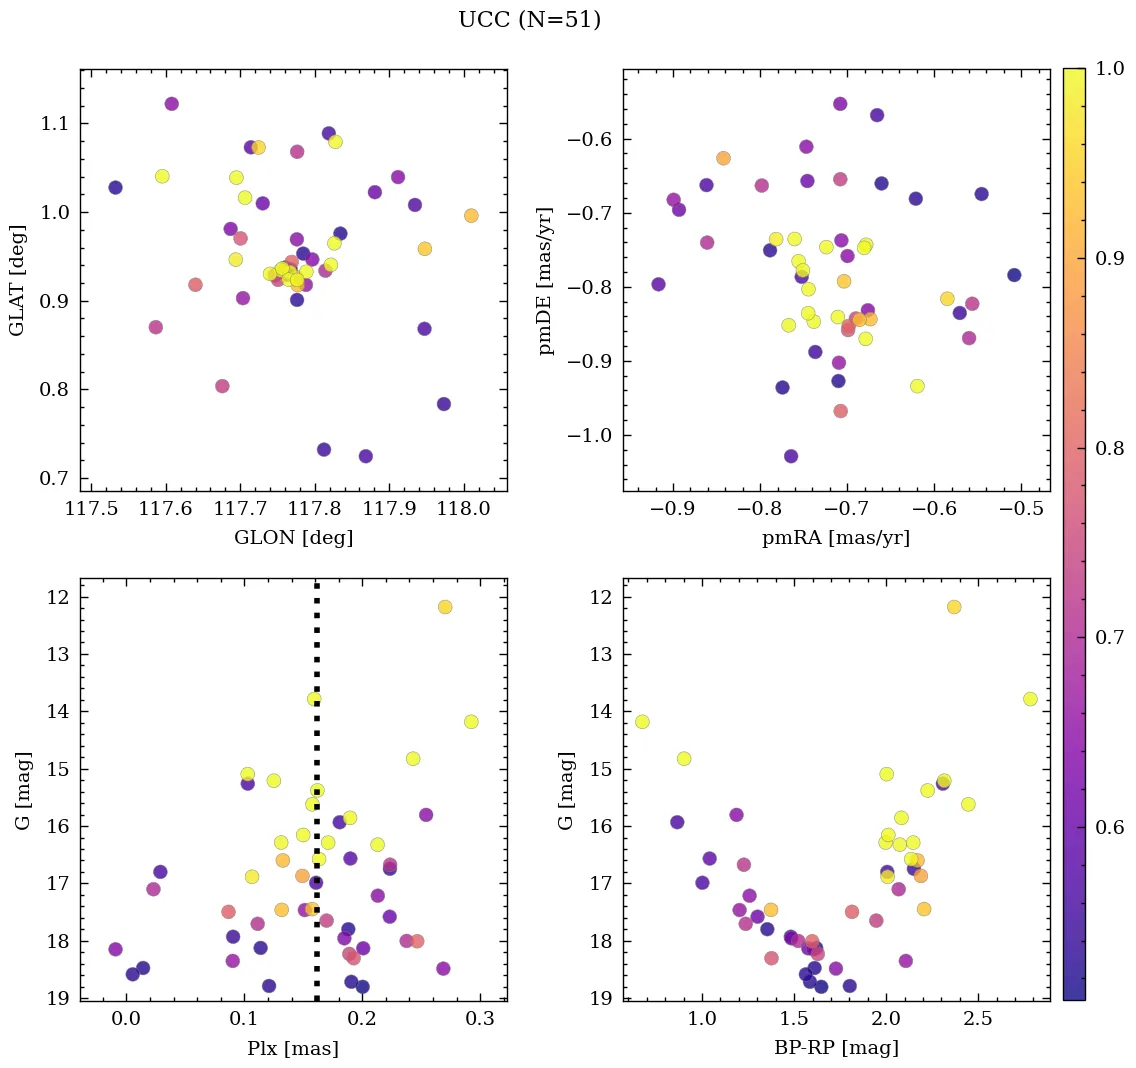 UCC (N=51)
1.1
1.0
0.9
0.8
0.7
GLAT [deg]
117.5 117.6 117.7 117.8 117.9 118.0
GLON [deg]
−0.6
−0.7
−0.8
−0.9
−1.0
pmDE [mas/yr]
−0.9 −0.8 −0.7 −0.6 −0.5
pmRA [mas/yr]
12
13
14
15
16
17
18
19
G [mag]
0.0 0.1 0.2 0.3
Plx [mas]
12
13
14
15
16
17
18
19
G [mag]
1.0 1.5 2.0 2.5
BP-RP [mag]
1.0
0.9
0.8
0.7
0.6